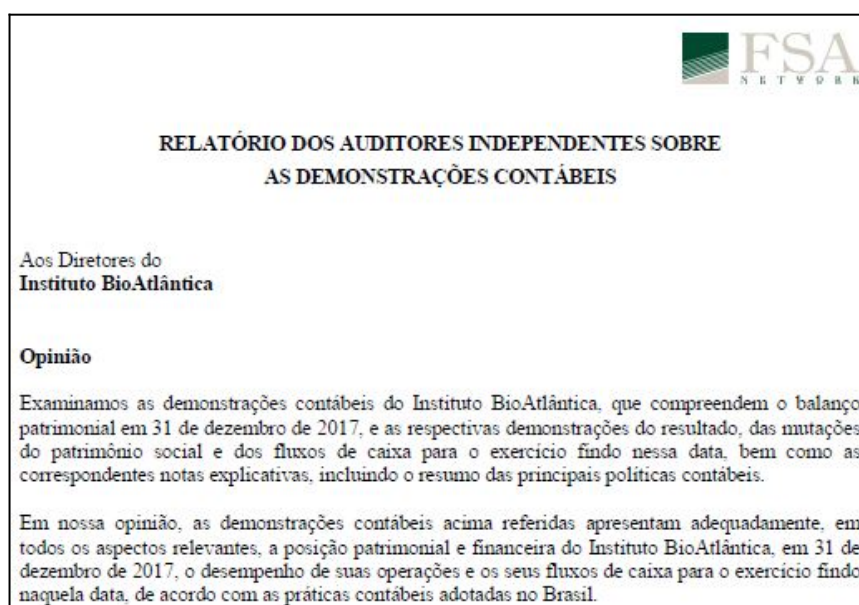 FSA
NETWORK
RELATÓRIO DOS AUDITORES INDEPENDENTES SOBRE
AS DEMONSTRAÇÕES CONTÁBEIS
Aos Diretores do
Instituto BioAtlântica
Opinião
Examinamos as demonstrações contábeis do Instituto BioAtlântica, que compreendem o balanço
patrimonial em 31 de dezembro de 2017, e as respectivas demonstrações do resultado, das mutações
do patrimônio social e dos fluxos de caixa para o exercício findo nessa data, bem como as
correspondentes notas explicativas, incluindo o resumo das principais políticas contábeis.
Em nossa opinião, as demonstrações contábeis acima referidas apresentam adequadamente, em
todos os aspectos relevantes, a posição patrimonial e financeira do Instituto BioAtlântica, em 31 de
dezembro de 2017, o desempenho de suas operações e os seus fluxos de caixa para o exercício findo
naquela data, de acordo com as práticas contábeis adotadas no Brasil.